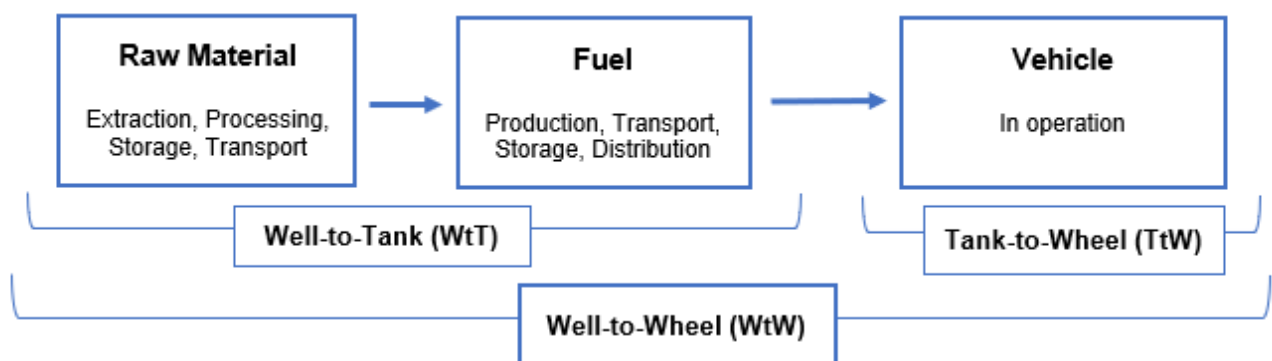 Raw Material
Extraction, Processing,
Storage, Transport
Fuel
Production, Transport,
Storage, Distribution
Vehicle
In operation
Well-to-Tank (WtT)
Tank-to-Wheel (TtW)
Well-to-Wheel (WtW)